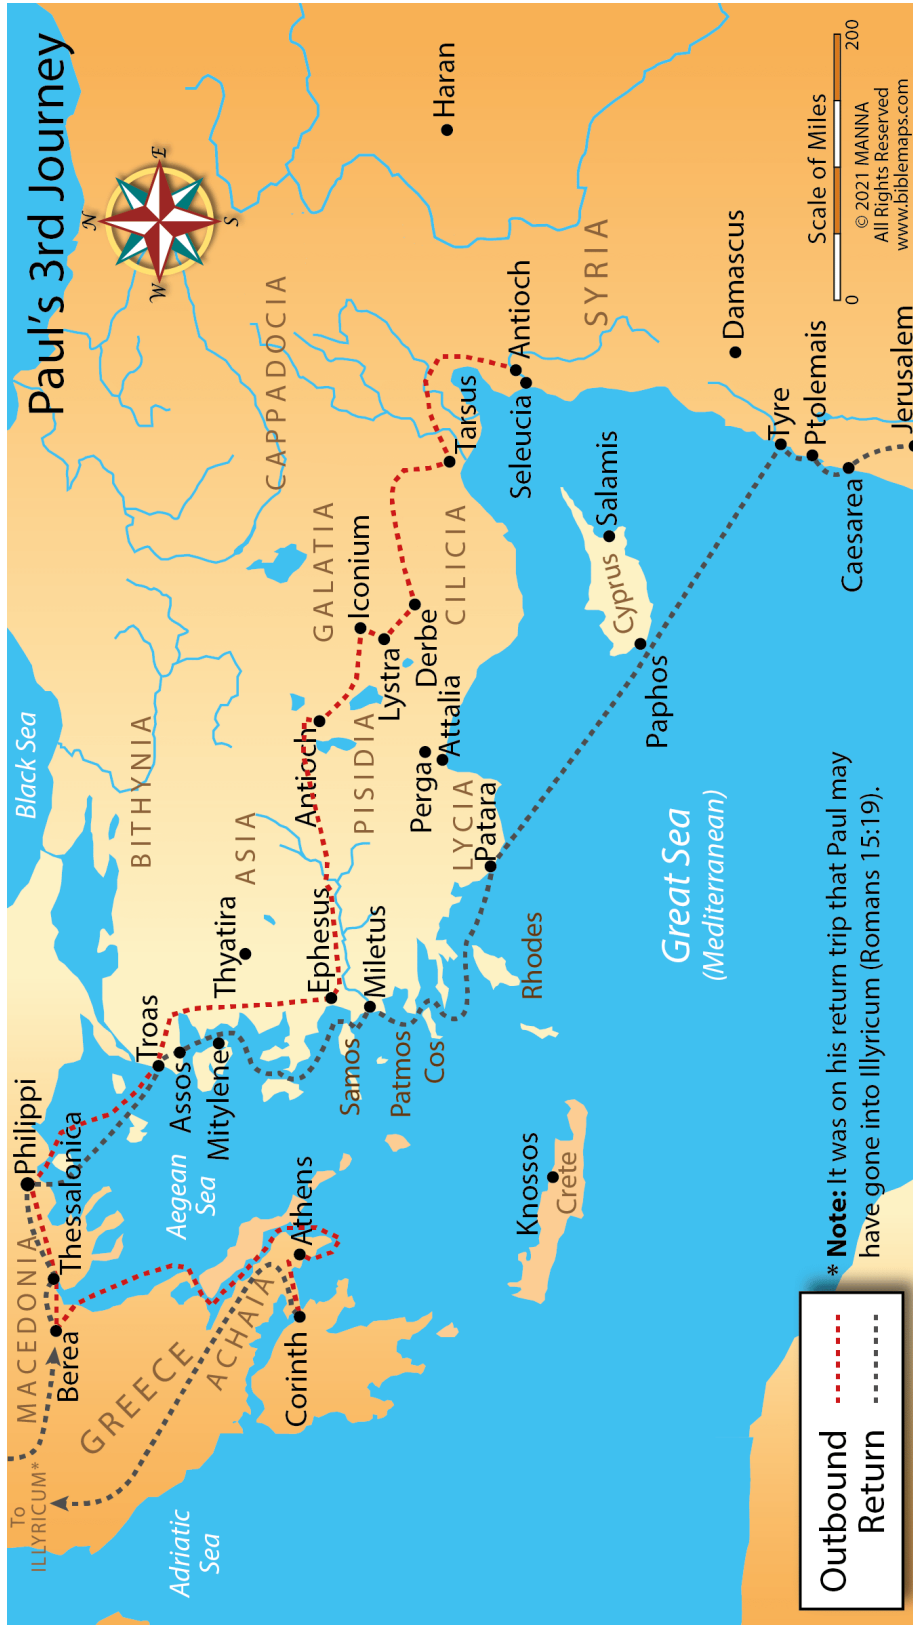 Paul's 3rd Journey
N
E
S
W
Black Sea
BITHYNIA
CAPPADOCIA
GALATIA
ASIA
PISIDIA
LYCIA
CILICIA
SYRIA
MACEDONIA
GREECE
ACHAIA
To
ILLYRICUM*
Adriatic
Sea
Aegean
Sea
Great Sea
(Mediterranean)
Philippi
Thessalonica
Berea
Athens
Corinth
Troas
Assos
Mitylene
Thyatira
Ephesus
Miletus
Samos
Patmos
Cos
Rhodes
Knossos
Crete
Antioch
Iconium
Lystra
Derbe
Perga
Attalia
Patara
Tarsus
Antioch
Seleucia
Haran
Salamis
Cyprus
Paphos
Damascus
Tyre
Ptolemais
Caesarea
Jerusalem
Scale of Miles
0
200
© 2021 MANNA
All Rights Reserved
www.biblemaps.com
* Note: It was on his return trip that Paul may
have gone into Illyricum (Romans 15:19).
Outbound
Return